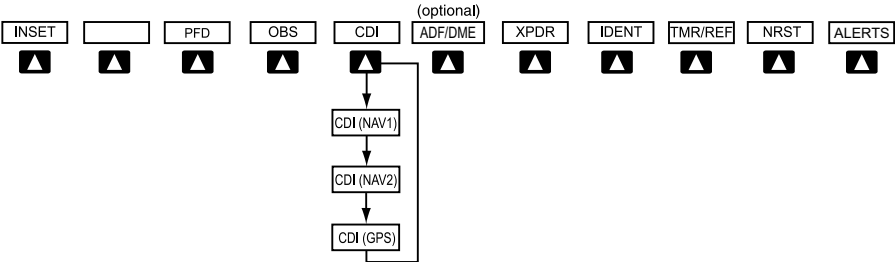 (optional)
INSET PFD OBS CDI ADF/DME XPDR IDENT TMR/REF NRST ALERTS
CDI (NAV1)
CDI (NAV2)
CDI (GPS)